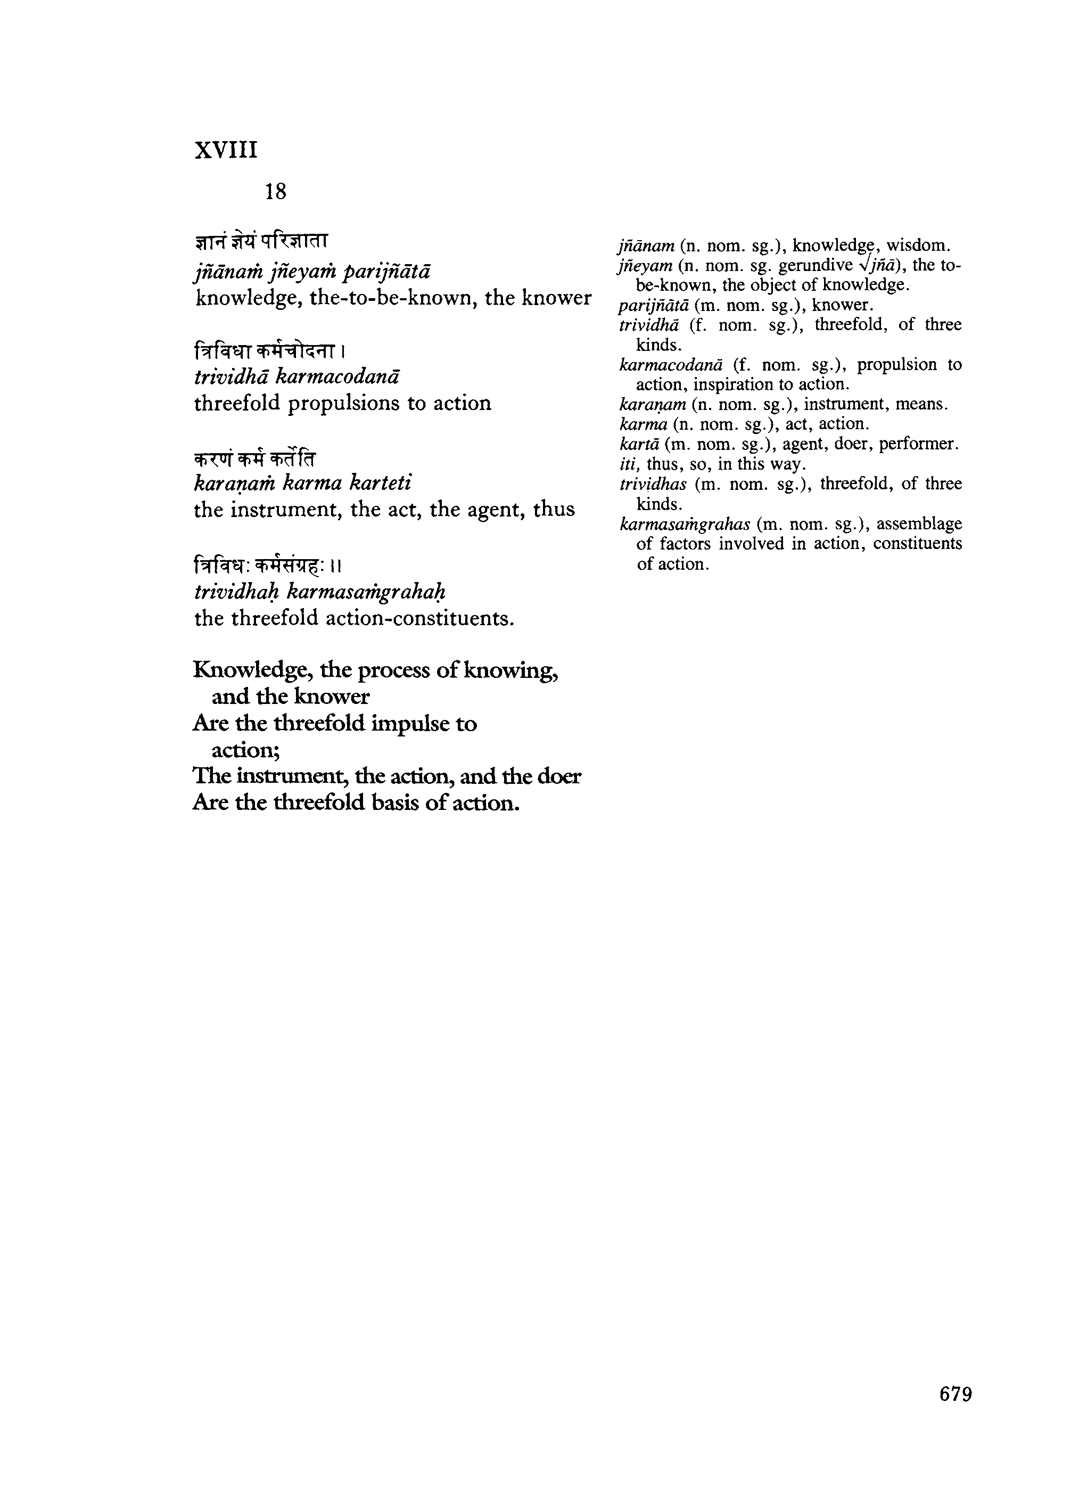 XVIII
18
ज्ञानं ज्ञेयं परिज्ञाता
jñānaṁ jñeyaṁ parijñātā
knowledge, the-to-be-known, the knower
त्रिविधा कर्मचोदना ।
trividhā karmacodanā
threefold propulsions to action
करणं कर्म कर्तेति
karaṇaṁ karma karteti
the instrument, the act, the agent, thus
त्रिविधः कर्मसंग्रहः ॥
trividhaḥ karmasaṁgrahaḥ
the threefold action-constituents.
Knowledge, the process of knowing,
and the knower
Are the threefold impulse to
action;
The instrument, the action, and the doer
Are the threefold basis of action.
jñānam (n. nom. sg.), knowledge, wisdom.
jñeyam (n. nom. sg. gerundive √jñā), the to-
be-known, the object of knowledge.
parijñātā (m. nom. sg.), knower.
trividhā (f. nom. sg.), threefold, of three
kinds.
karmacodanā (f. nom. sg.), propulsion to
action, inspiration to action.
karaṇam (n. nom. sg.), instrument, means.
karma (n. nom. sg.), act, action.
kartā (m. nom. sg.), agent, doer, performer.
iti, thus, so, in this way.
trividhas (m. nom. sg.), threefold, of three
kinds.
karmasaṁgrahas (m. nom. sg.), assemblage
of factors involved in action, constituents
of action.
679